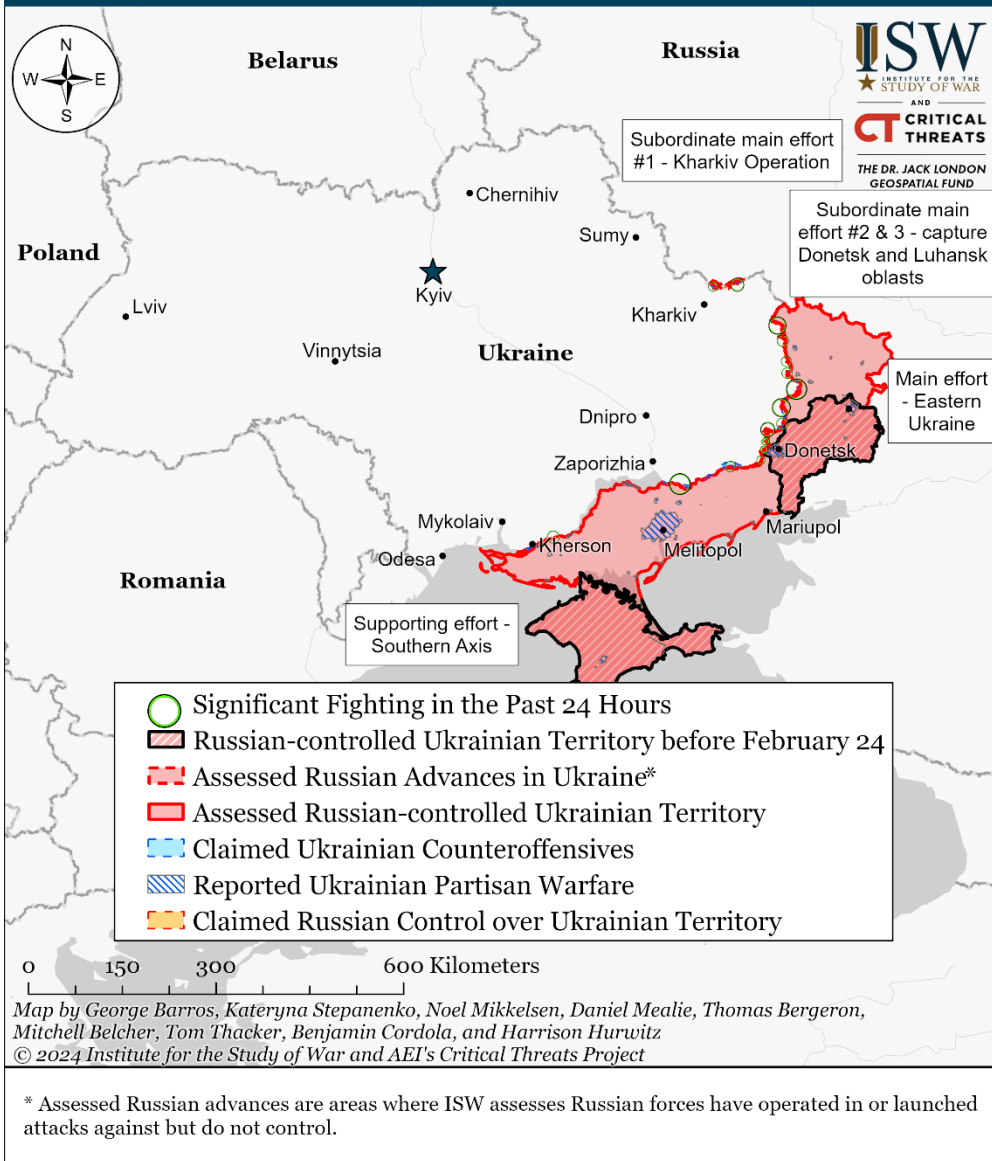 N
W
E
S
Belarus
Russia
ISW
INSTITUTE FOR THE
STUDY OF WAR
AND
CT CRITICAL
THREATS
THE DR. JACK LONDON
GEOSPATIAL FUND
Subordinate main effort
#1 - Kharkiv Operation
Subordinate main
effort #2 & 3 - capture
Donetsk and Luhansk
oblasts
Chernihiv
Sumy
Poland
Kyiv
Lviv
Kharkiv
Vinnytsia
Ukraine
Main effort
- Eastern
Ukraine
Dnipro
Donetsk
Zaporizhia
Mykolaiv
Mariupol
Kherson
Melitopol
Odesa
Romania
Supporting effort -
Southern Axis
Significant Fighting in the Past 24 Hours
Russian-controlled Ukrainian Territory before February 24
Assessed Russian Advances in Ukraine*
Assessed Russian-controlled Ukrainian Territory
Claimed Ukrainian Counteroffensives
Reported Ukrainian Partisan Warfare
Claimed Russian Control over Ukrainian Territory
0 150 300 600 Kilometers
Map by George Barros, Kateryna Stepanenko, Noel Mikkelsen, Daniel Mealie, Thomas Bergeron,
Mitchell Belcher, Tom Thacker, Benjamin Cordola, and Harrison Hurwitz
© 2024 Institute for the Study of War and AEI's Critical Threats Project
* Assessed Russian advances are areas where ISW assesses Russian forces have operated in or launched
attacks against but do not control.